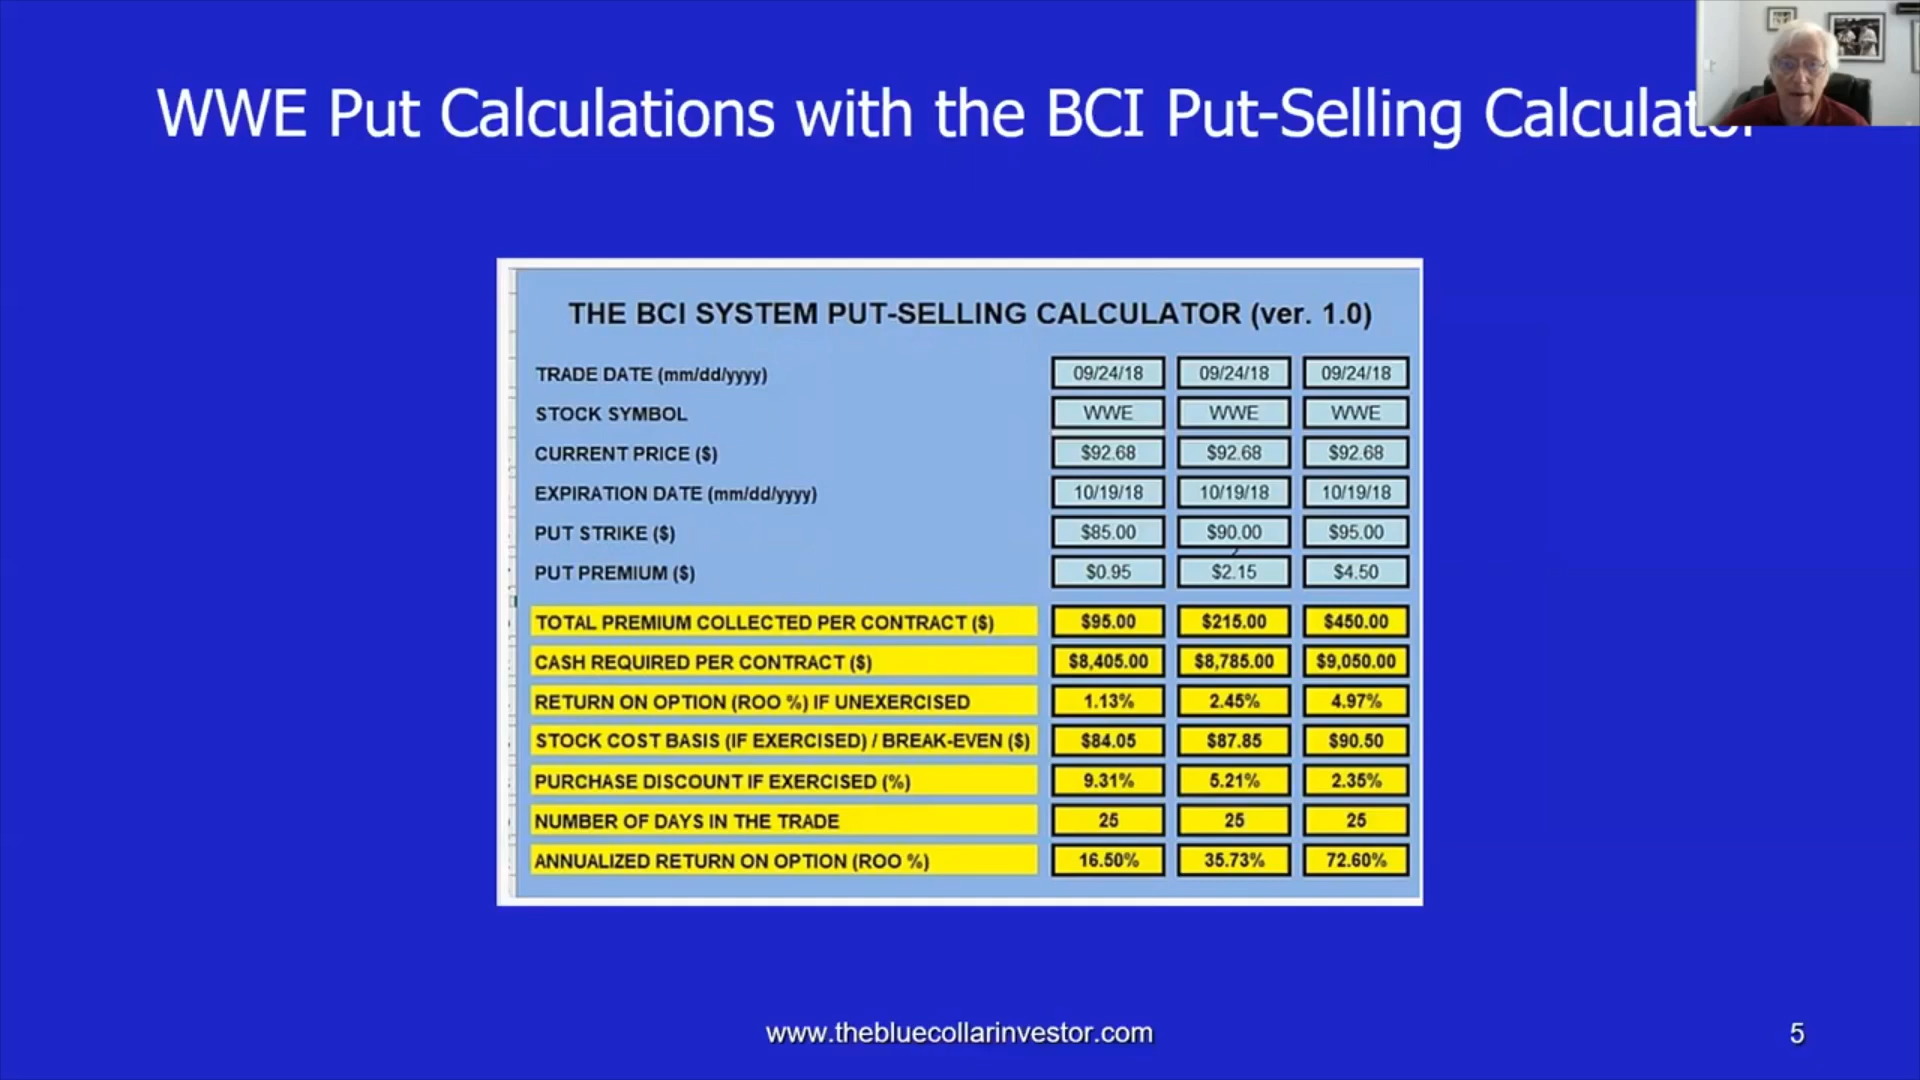 WWE Put Calculations with the BCI Put-Selling Calculator
THE BCI SYSTEM PUT-SELLING CALCULATOR (ver. 1.0)
TRADE DATE (mm/dd/yyyy) 09/24/18 09/24/18 09/24/18
STOCK SYMBOL WWE WWE WWE
CURRENT PRICE ($) $92.68 $92.68 $92.68
EXPIRATION DATE (mm/dd/yyyy) 10/19/18 10/19/18 10/19/18
PUT STRIKE ($) $85.00 $90.00 $95.00
PUT PREMIUM ($) $0.95 $2.15 $4.50
TOTAL PREMIUM COLLECTED PER CONTRACT ($) $95.00 $215.00 $450.00
CASH REQUIRED PER CONTRACT ($) $8,405.00 $8,785.00 $9,050.00
RETURN ON OPTION (ROO %) IF UNEXERCISED 1.13% 2.45% 4.97%
STOCK COST BASIS (IF EXERCISED) / BREAK-EVEN ($) $84.05 $87.85 $90.50
PURCHASE DISCOUNT IF EXERCISED (%) 9.31% 5.21% 2.35%
NUMBER OF DAYS IN THE TRADE 25 25 25
ANNUALIZED RETURN ON OPTION (ROO %) 16.50% 35.73% 72.60%
www.thebluecollarinvestor.com
5